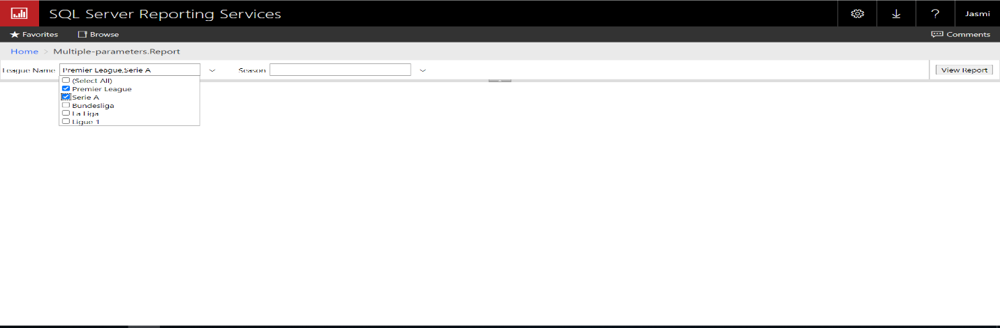 SQL Server Reporting Services
?
Jasmi
Favorites
Browse
Comments
Home > Multiple-parameters.Report
League Name
Premier League,Serie A
Season
View Report
(Select All)
Premier League
Serie A
Bundesliga
La Liga
Ligue 1